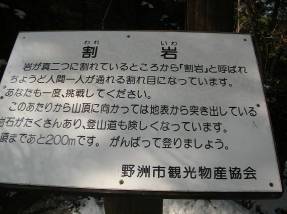 われ いわ
割岩
岩が真二つに割れているところから「割岩」と呼ばれ
ちょうど人間一人が通れる割れ目になっています。
あなたも一度、挑戦してください。
このあたりから山頂に向かっては地表から突き出している
岩石がたくさんあり、登山道も険しくなっています。
頂まであと200mです。 がんばって登りましょう。
野洲市観光物産協会